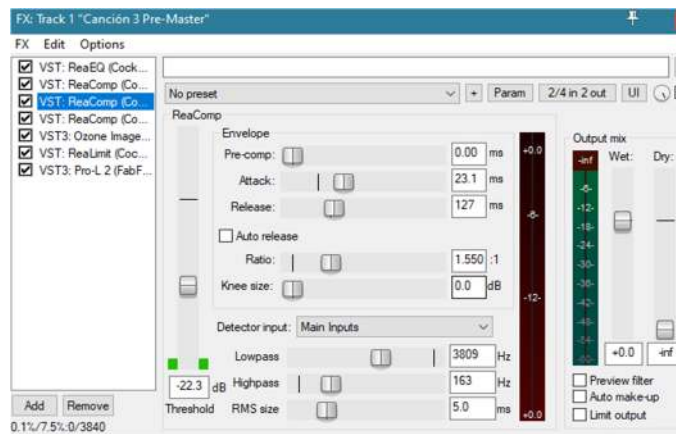 FX: Track 1 "Canción 3 Pre-Master"
FX Edit Options
VST: ReaEQ (Cock...
VST: ReaComp (Co...
VST: ReaComp (Co...
VST: ReaComp (Co...
VST3: Ozone Image...
VST: ReaLimit (Coc...
VST3: Pro-L 2 (FabF...
Add Remove
0.1%/7.5%:0/3840
No preset + Param 2/4 in 2 out UI
ReaComp
Envelope
Pre-comp: 0.00 ms
Attack: 23.1 ms
Release: 127 ms
Auto release
Ratio: 1.550 :1
Knee size: 0.0 dB
Detector input: Main Inputs
Lowpass 3809 Hz
Highpass 163 Hz
RMS size 5.0 ms
-22.3 dB
Threshold
+0.0
-6-
-12-
+0.0
Output mix
Wet: Dry:
-inf
-6-
-12-
-18-
-24-
-30-
-36-
-42-
-48-
-54-
-60-
+0.0 -inf
Preview filter
Auto make-up
Limit output